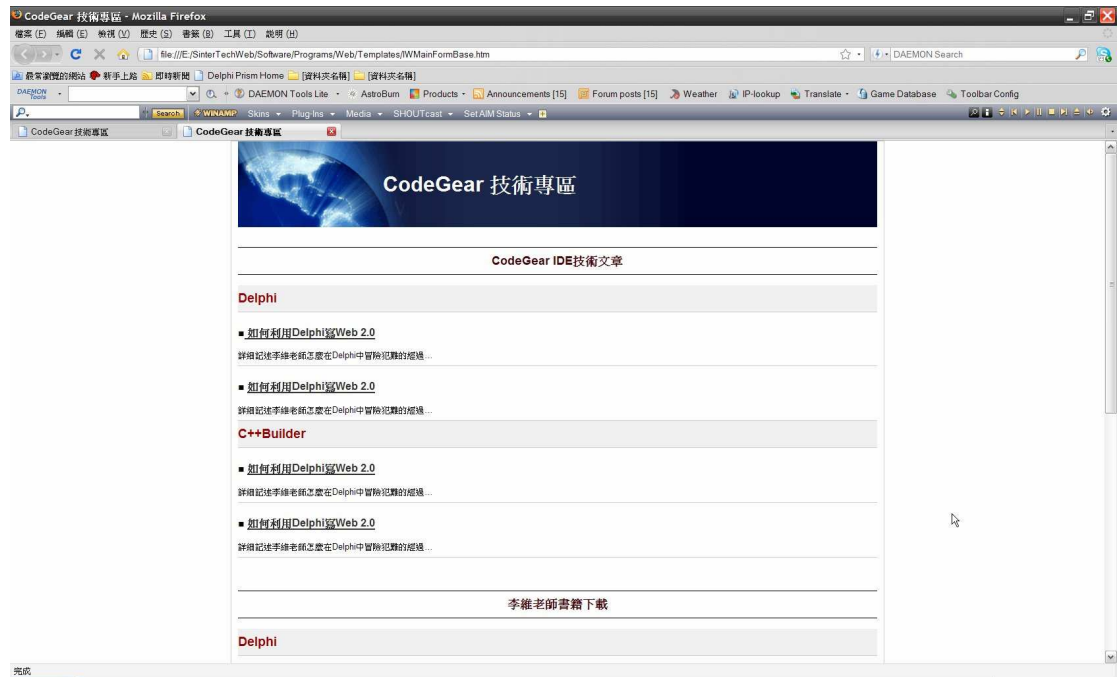 CodeGear 技術專區 - Mozilla Firefox
檔案 (F) 編輯 (E) 檢視 (V) 歷史 (S) 書籤 (B) 工具 (T) 說明 (H)
file:///E:/SinterTechWeb/Software/Programs/Web/Templates/IWMainFormBase.htm DAEMON Search
最常瀏覽的網站 新手上路 即時新聞 Delphi Prism Home [資料夾名稱] [資料夾名稱]
DAEMON Tools DAEMON Tools Lite AstroBurn Products Announcements [15] Forum posts [15] Weather IP-lookup Translate Game Database Toolbar Config
Search WINAMP Skins Plug-Ins Media SHOUTcast Set AIM Status
CodeGear 技術專區 CodeGear 技術專區
CodeGear 技術專區
CodeGear IDE技術文章
Delphi
■ 如何利用Delphi寫Web 2.0
詳細記述李維老師怎麼在Delphi中冒險犯難的經過...
■ 如何利用Delphi寫Web 2.0
詳細記述李維老師怎麼在Delphi中冒險犯難的經過...
C++Builder
■ 如何利用Delphi寫Web 2.0
詳細記述李維老師怎麼在Delphi中冒險犯難的經過...
■ 如何利用Delphi寫Web 2.0
詳細記述李維老師怎麼在Delphi中冒險犯難的經過...
李維老師書籍下載
Delphi
完成